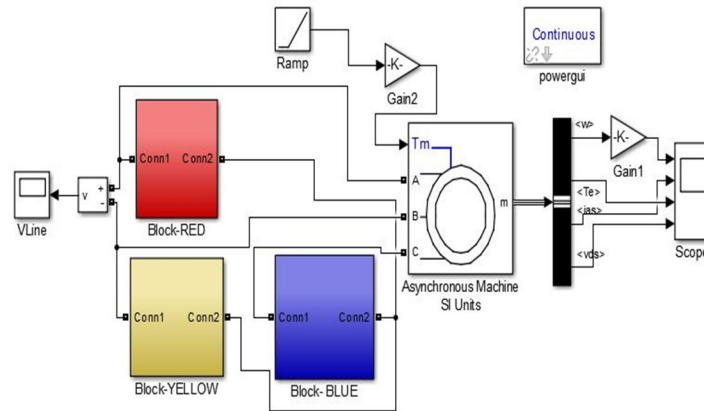 Continuous
powergui
Ramp
-K-
Gain2
Conn1 Conn2
Block-RED
v
+
-
VLine
Tm
A
B
C
m
Asynchronous Machine
SI Units
<w>
-K-
Gain1
<Te>
<ias>
<vds>
Scope
Conn1 Conn2
Block-YELLOW
Conn1 Conn2
Block- BLUE